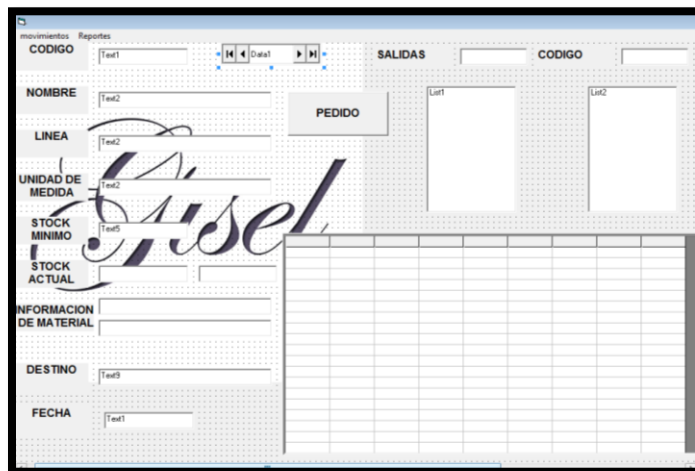 movimientos Reportes
CODIGO Text1 Data1 SALIDAS CODIGO
NOMBRE Text2 List1 List2
PEDIDO
LINEA Text2
UNIDAD DE
MEDIDA Text2
STOCK
MINIMO Text5
Gisel
STOCK
ACTUAL
INFORMACION
DE MATERIAL
DESTINO Text9
FECHA Text1